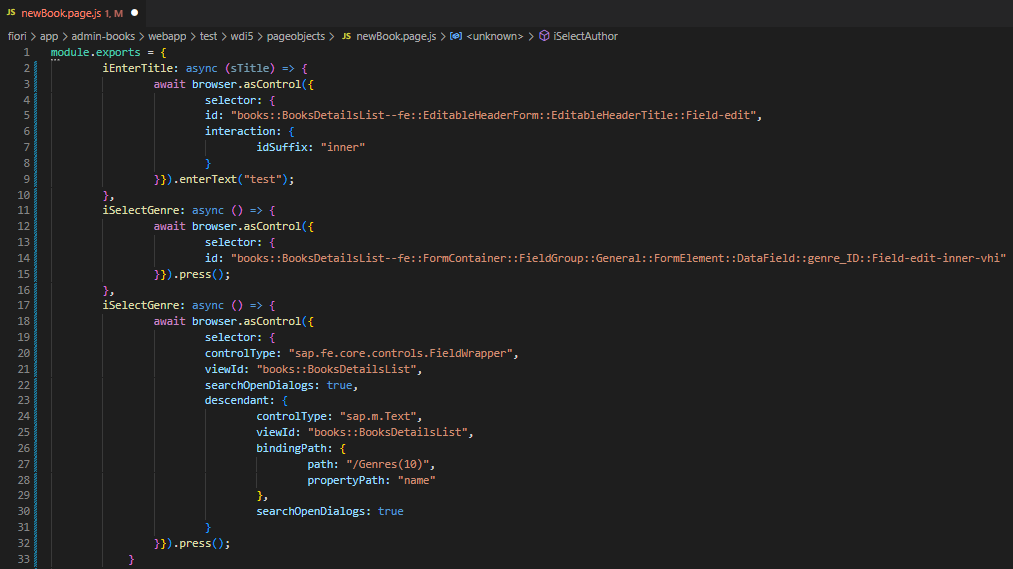 JS newBook.page.js 1, M ●
fiori > app > admin-books > webapp > test > wdi5 > pageobjects > JS newBook.page.js > <unknown> > iSelectAuthor
1 module.exports = {
2 iEnterTitle: async (sTitle) => {
3 await browser.asControl({
4 selector: {
5 id: "books::BooksDetailsList--fe::EditableHeaderForm::EditableHeaderTitle::Field-edit",
6 interaction: {
7 idSuffix: "inner"
8 }
9 }}).enterText("test");
10 },
11 iSelectGenre: async () => {
12 await browser.asControl({
13 selector: {
14 id: "books::BooksDetailsList--fe::FormContainer::FieldGroup::General::FormElement::DataField::genre_ID::Field-edit-inner-vhi"
15 }}).press();
16 },
17 iSelectGenre: async () => {
18 await browser.asControl({
19 selector: {
20 controlType: "sap.fe.core.controls.FieldWrapper",
21 viewId: "books::BooksDetailsList",
22 searchOpenDialogs: true,
23 descendant: {
24 controlType: "sap.m.Text",
25 viewId: "books::BooksDetailsList",
26 bindingPath: {
27 path: "/Genres(10)",
28 propertyPath: "name"
29 },
30 searchOpenDialogs: true
31 }
32 }}).press();
33 }